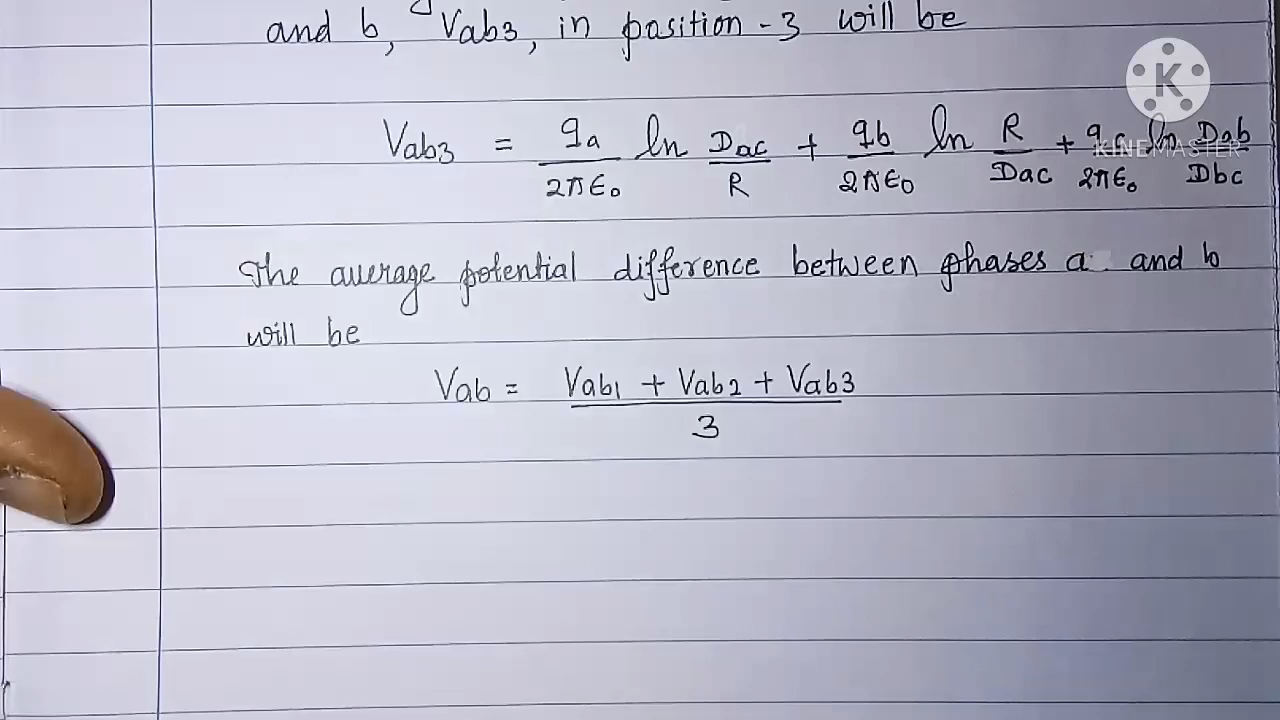 and b, Vab3, in position - 3 will be
K
KINEMASTER
Vab3 = qa/2πϵ₀ ln Dac/R + qb/2πϵ₀ ln R/Dac + qc/2πϵ₀ ln Dab/Dbc
The average potential difference between phases a and b
will be
Vab = Vab1 + Vab2 + Vab3 / 3